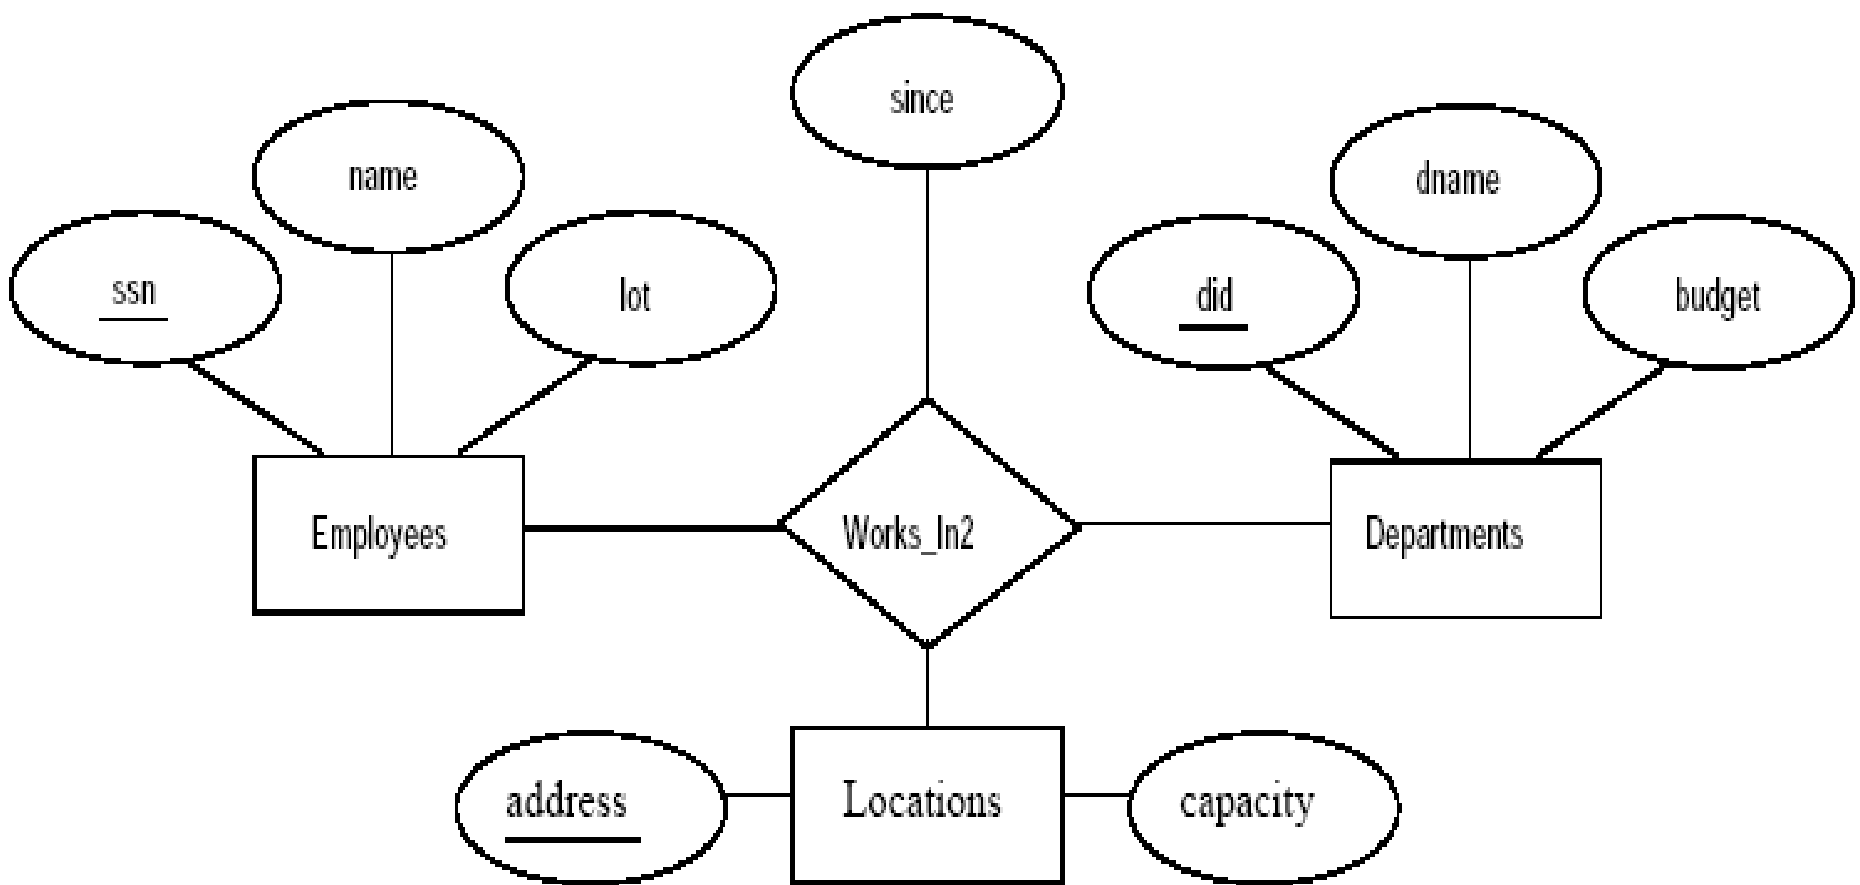 since
name
dname
ssn
lot
did
budget
Employees
Works_In2
Departments
address
Locations
capacity